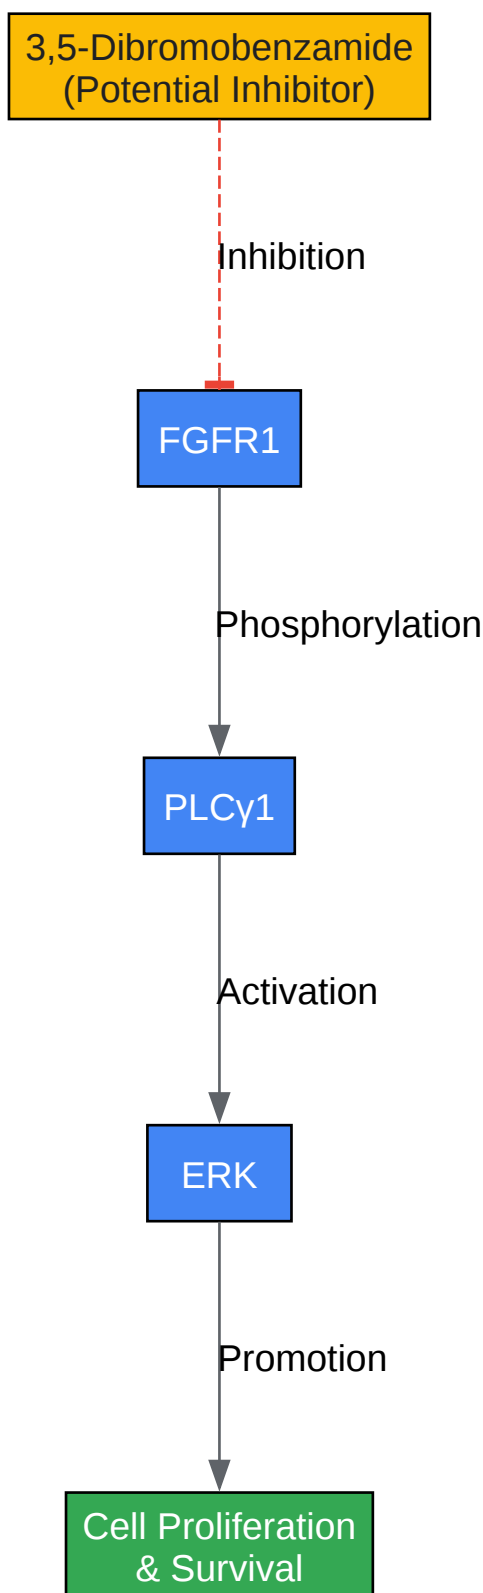 3,5-Dibromobenzamide
(Potential Inhibitor)
Inhibition
FGFR1
Phosphorylation
PLCγ1
Activation
ERK
Promotion
Cell Proliferation
& Survival